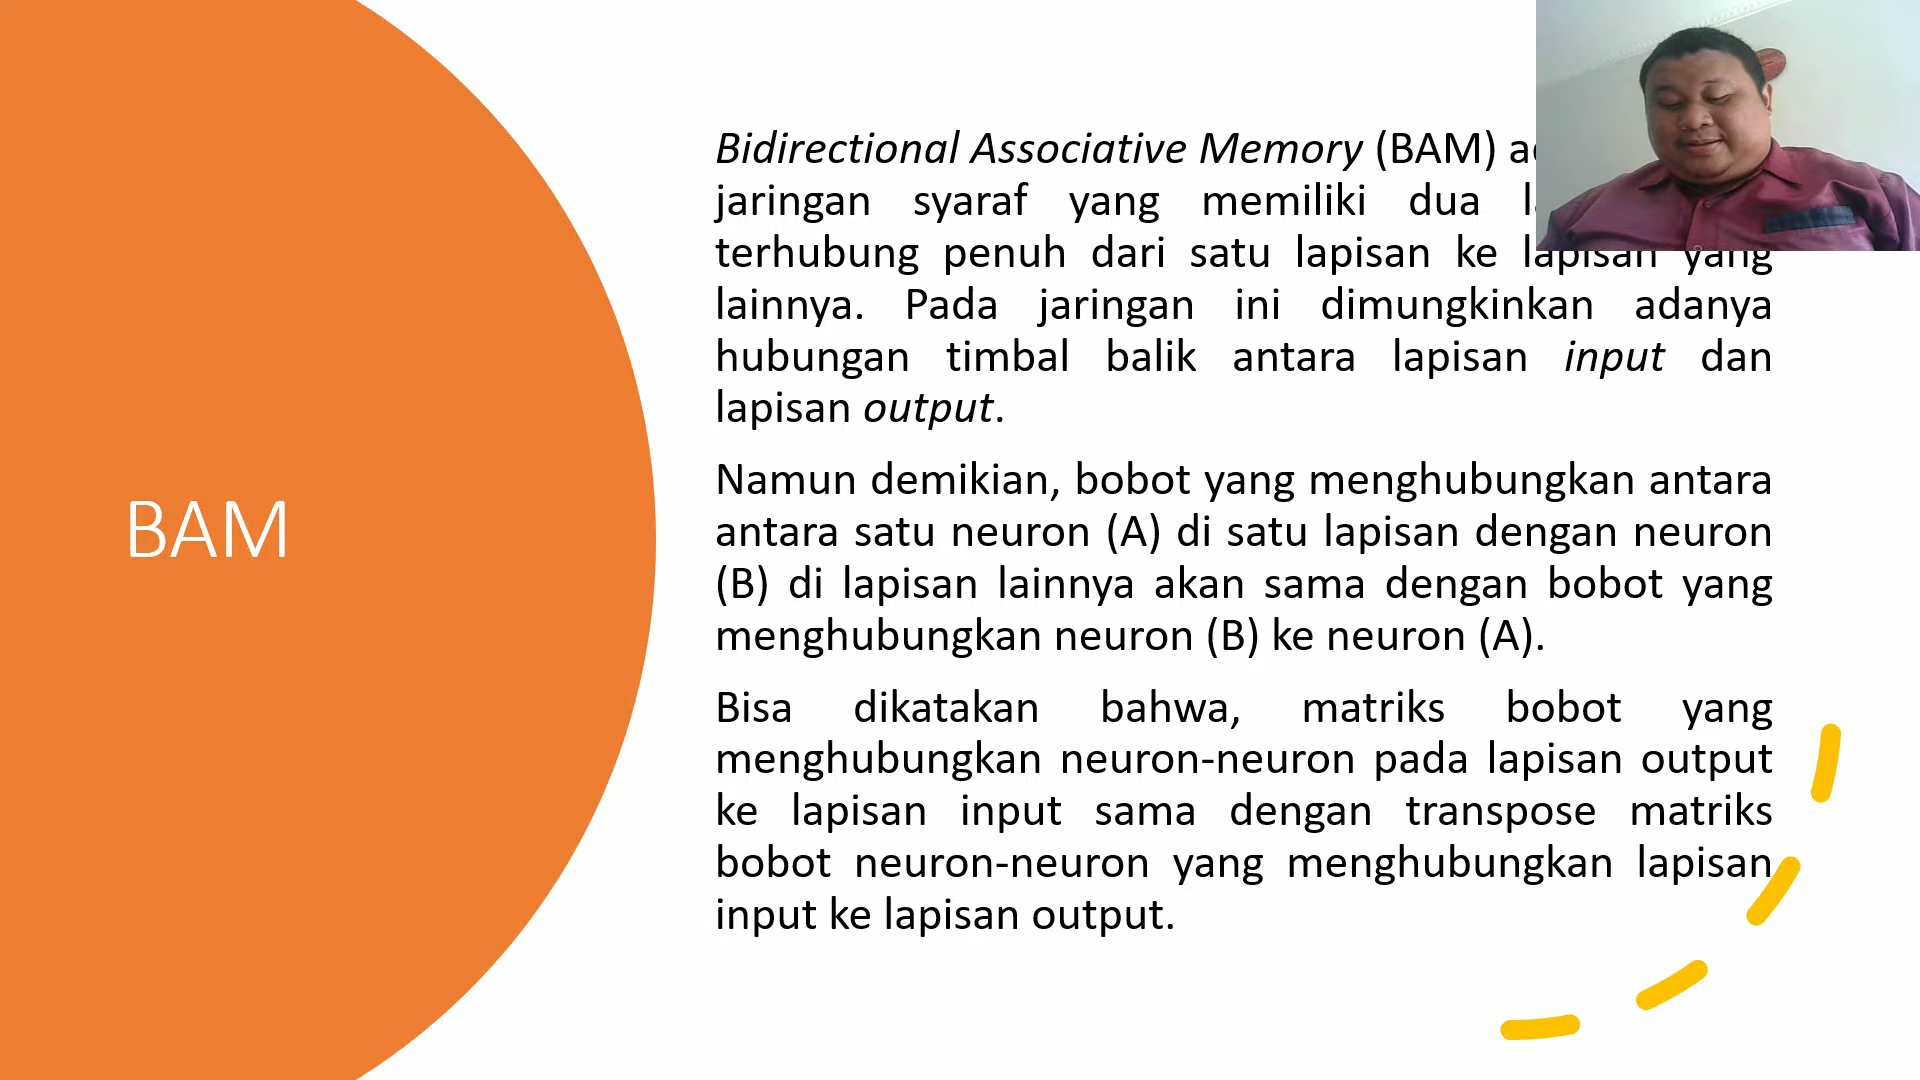 BAM
Bidirectional Associative Memory (BAM)
jaringan syaraf yang memiliki dua
terhubung penuh dari satu lapisan ke lapisan yang
lainnya. Pada jaringan ini dimungkinkan adanya
hubungan timbal balik antara lapisan input dan
lapisan output.
Namun demikian, bobot yang menghubungkan antara
antara satu neuron (A) di satu lapisan dengan neuron
(B) di lapisan lainnya akan sama dengan bobot yang
menghubungkan neuron (B) ke neuron (A).
Bisa dikatakan bahwa, matriks bobot yang
menghubungkan neuron-neuron pada lapisan output
ke lapisan input sama dengan transpose matriks
bobot neuron-neuron yang menghubungkan lapisan
input ke lapisan output.